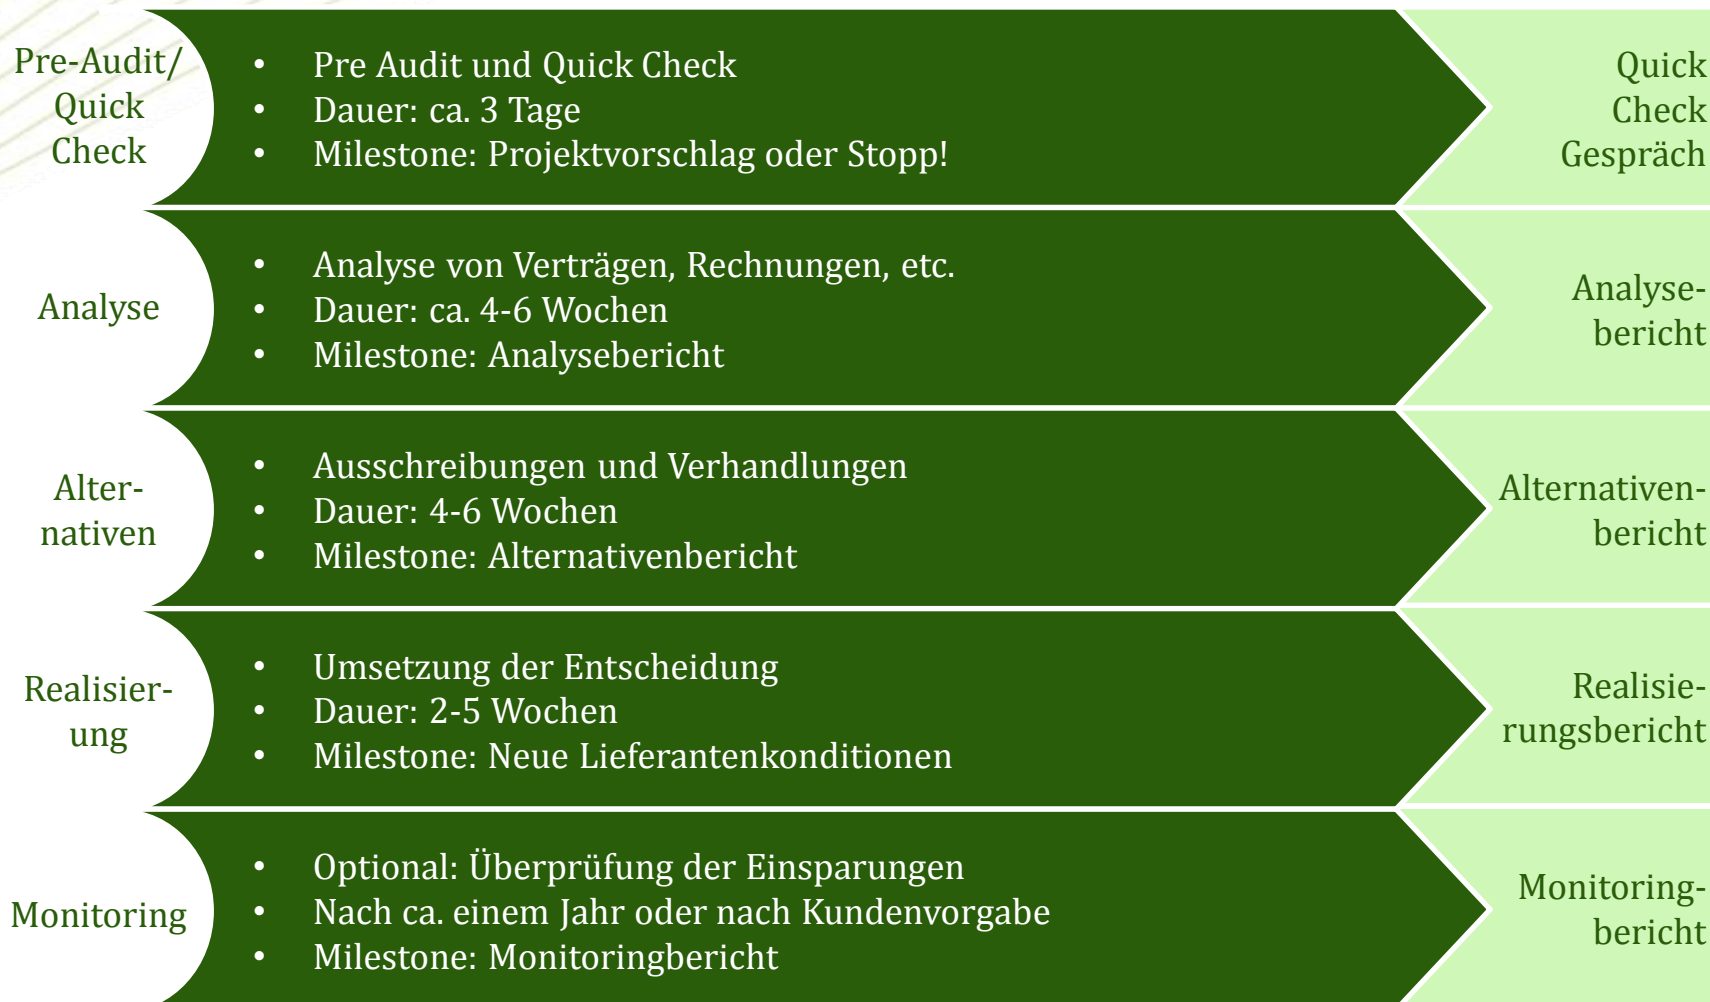 Pre-Audit/
Quick
Check
• Pre Audit und Quick Check
• Dauer: ca. 3 Tage
• Milestone: Projektvorschlag oder Stopp!
Quick
Check
Gespräch
Analyse
• Analyse von Verträgen, Rechnungen, etc.
• Dauer: ca. 4-6 Wochen
• Milestone: Analysebericht
Analyse-
bericht
Alter-
nativen
• Ausschreibungen und Verhandlungen
• Dauer: 4-6 Wochen
• Milestone: Alternativenbericht
Alternativen-
bericht
Realisier-
ung
• Umsetzung der Entscheidung
• Dauer: 2-5 Wochen
• Milestone: Neue Lieferantenkonditionen
Realisie-
rungsbericht
Monitoring
• Optional: Überprüfung der Einsparungen
• Nach ca. einem Jahr oder nach Kundenvorgabe
• Milestone: Monitoringbericht
Monitoring-
bericht